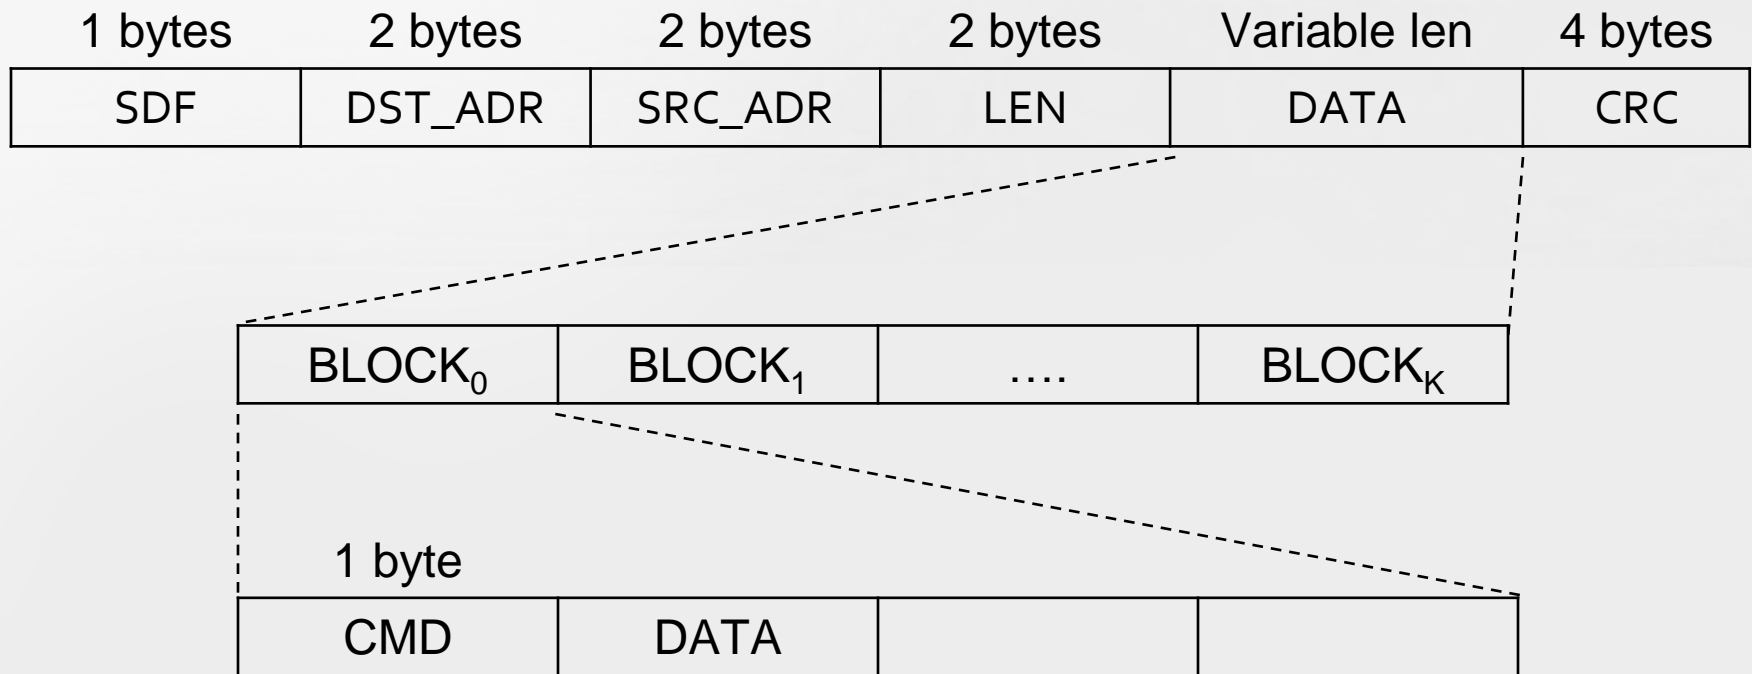 1 bytes 2 bytes 2 bytes 2 bytes Variable len 4 bytes
SDF DST_ADR SRC_ADR LEN DATA CRC
BLOCK₀ BLOCK₁ …. BLOCKK
1 byte
CMD DATA